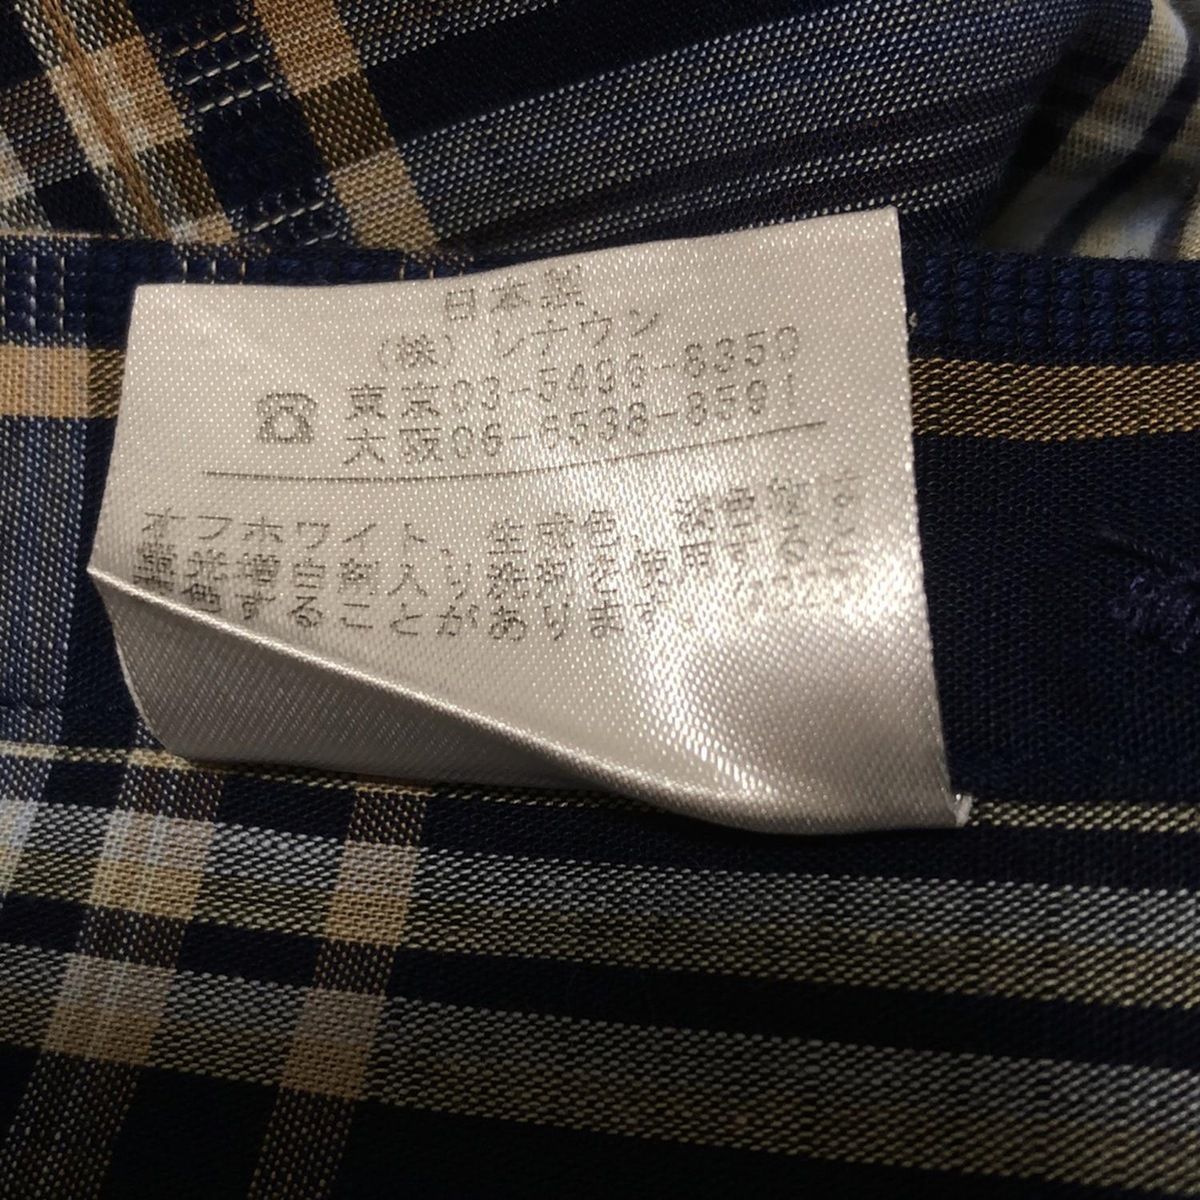 日本製
(株)レナウン
☎ 東京03-5496-8350
大阪06-6538-8591
オフホワイト、生成色、淡色物など
蛍光増白剤入り洗剤を使用すると
変色することがあります。